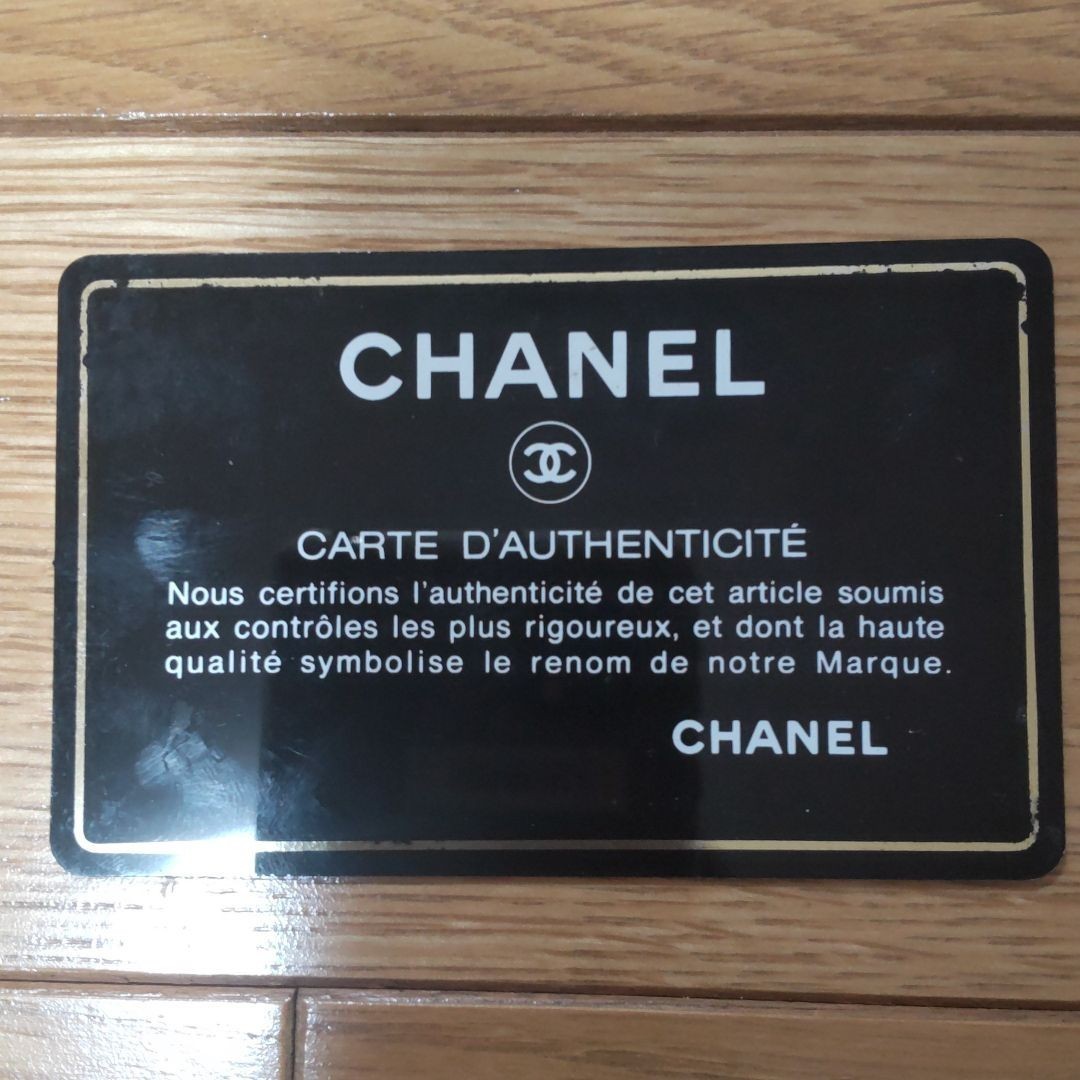 CHANEL
CARTE D'AUTHENTICITÉ
Nous certifions l'authenticité de cet article soumis
aux contrôles les plus rigoureux, et dont la haute
qualité symbolise le renom de notre Marque.
CHANEL